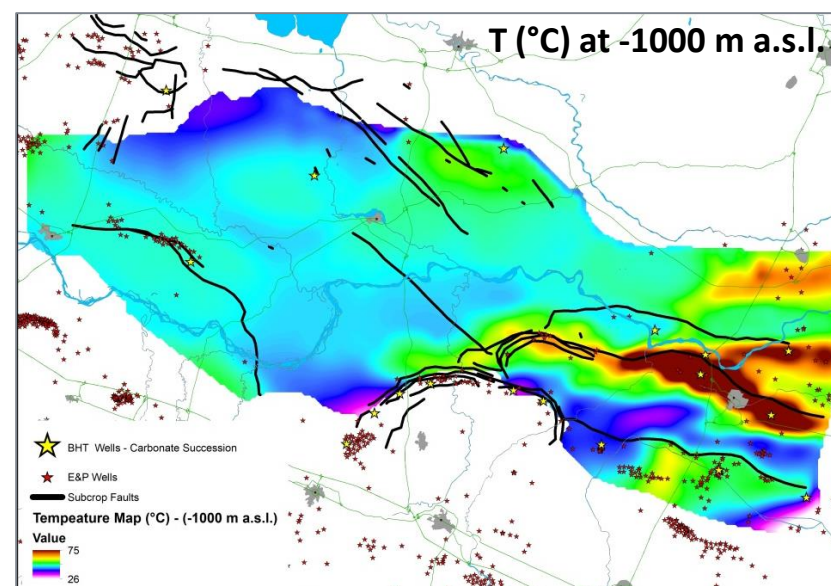 T (°C) at -1000 m a.s.l.
BHT Wells - Carbonate Succession
E&P Wells
Subcrop Faults
Tempeature Map (°C) - (-1000 m a.s.l.)
Value
75
26